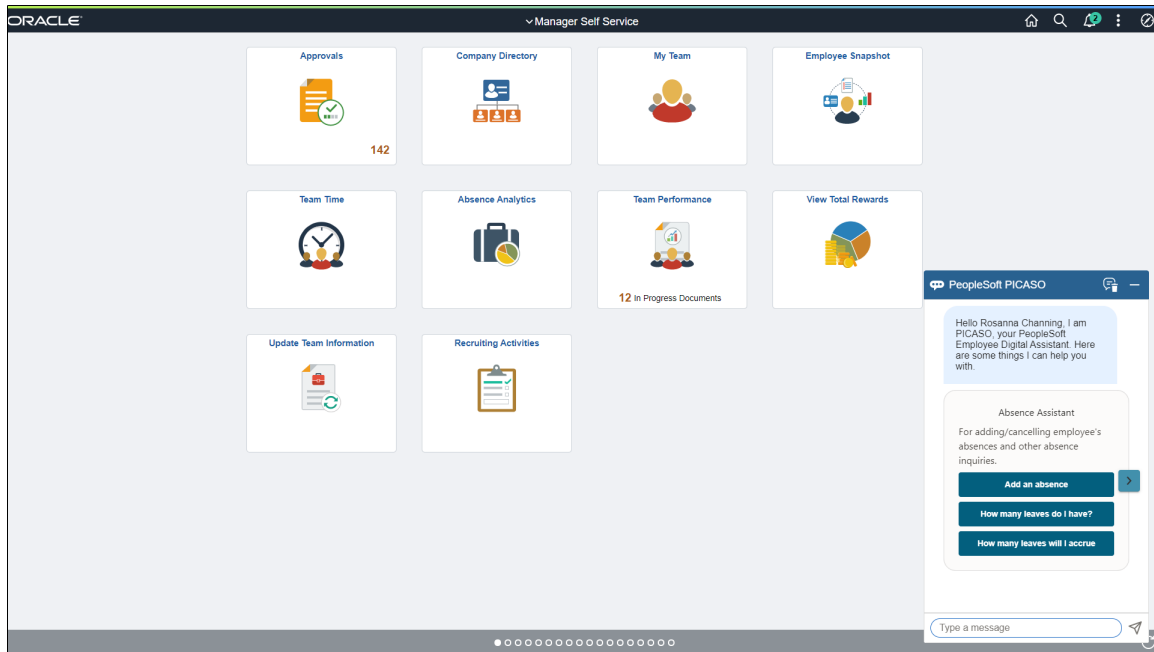 ORACLE
Manager Self Service
2
Approvals
142
Company Directory
My Team
Employee Snapshot
Team Time
Absence Analytics
Team Performance
12 In Progress Documents
View Total Rewards
Update Team Information
Recruiting Activities
PeopleSoft PICASO
Hello Rosanna Channing, I am
PICASO, your PeopleSoft
Employee Digital Assistant. Here
are some things I can help you
with.
Absence Assistant
For adding/cancelling employee's
absences and other absence
inquiries.
Add an absence
How many leaves do I have?
How many leaves will I accrue
Type a message